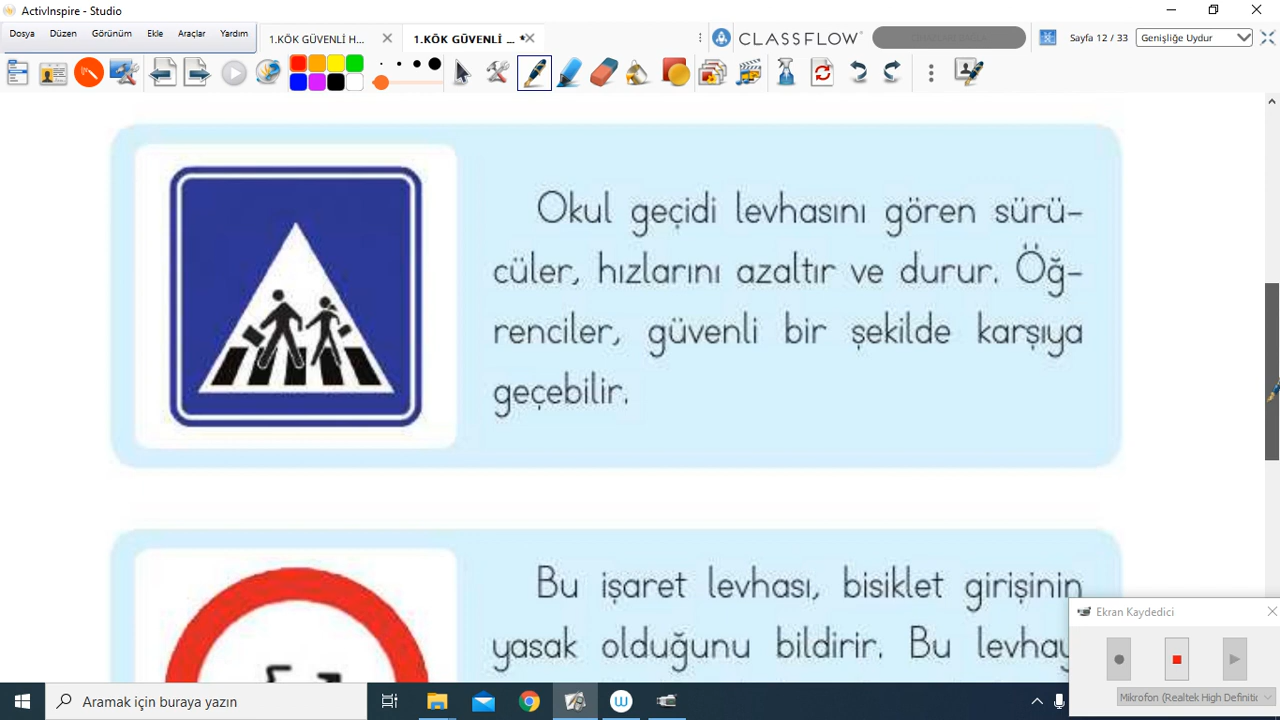 ActivInspire - Studio
Dosya Düzen Görünüm Ekle Araçlar Yardım
1.KÖK GÜVENLİ H...
1.KÖK GÜVENLİ ... *
CLASSFLOW
Sayfa 12 / 33
Genişliğe Uydur
Okul geçidi levhasını gören sürü-
cüler, hızlarını azaltır ve durur. Öğ-
renciler, güvenli bir şekilde karşıya
geçebilir.
Bu işaret levhası, bisiklet girişinin
yasak olduğunu bildirir. Bu levhay
Ekran Kaydedici
Mikrofon (Realtek High Definitic
Aramak için buraya yazın